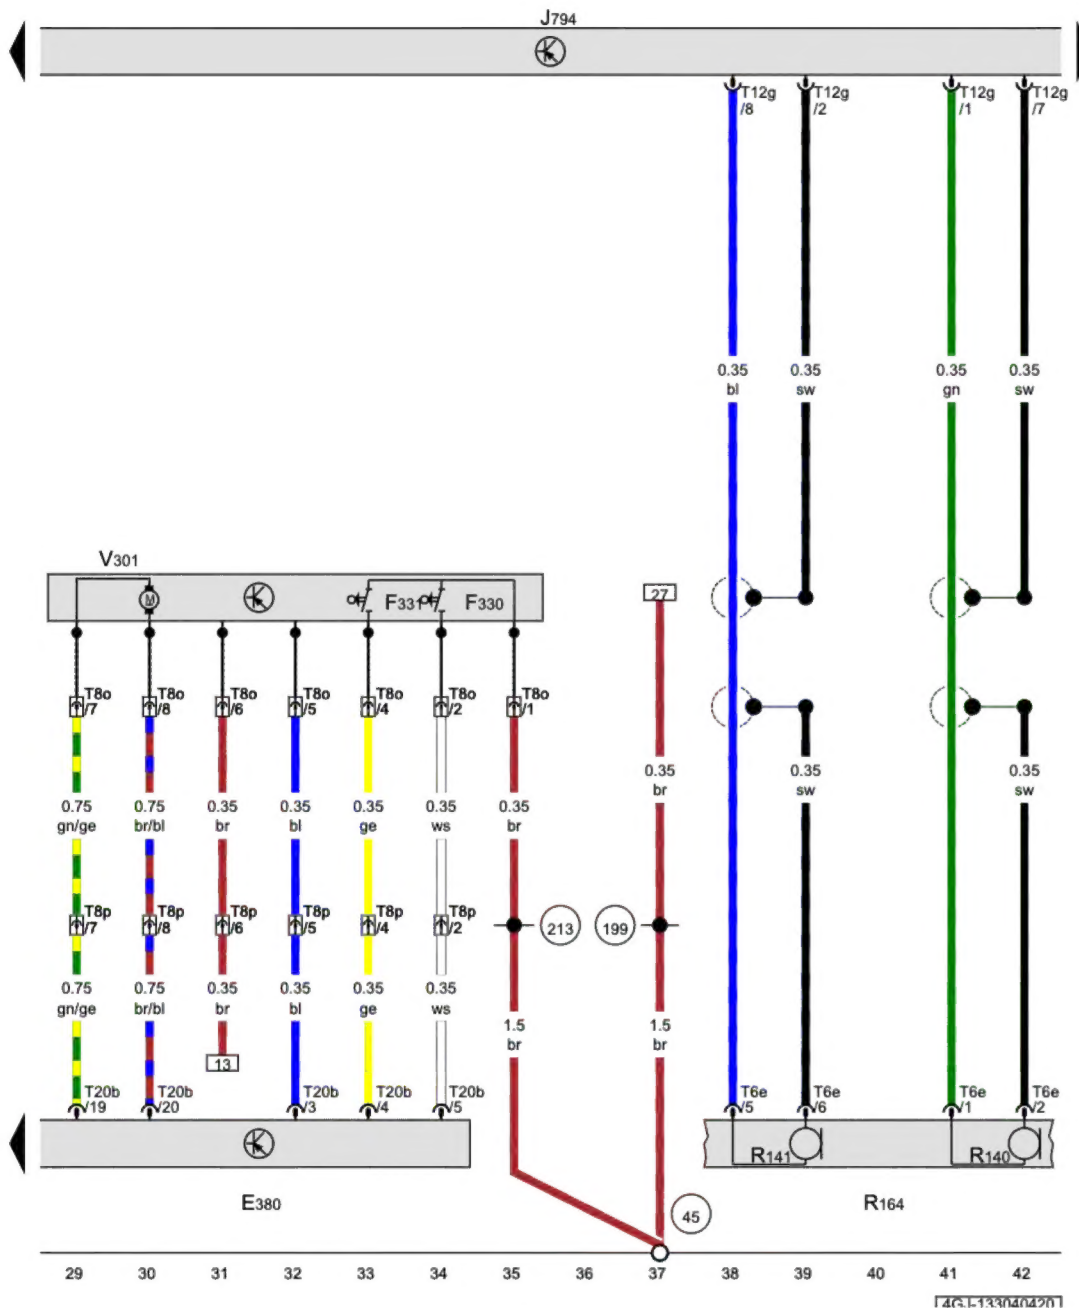 J794
T12g T12g T12g T12g
/8 /2 /1 /7
0.35 0.35 0.35 0.35
bl sw gn sw
V301
M F331 F330
27
T8o T8o T8o T8o T8o T8o T8o
/7 /8 /6 /5 /4 /2 /1
0.35 0.35 0.35
br sw sw
0.75 0.75 0.35 0.35 0.35 0.35 0.35
gn/ge br/bl br bl ge ws br
T8p T8p T8p T8p T8p T8p
/7 /8 /6 /5 /4 /2
213 199
0.75 0.75 0.35 0.35 0.35 0.35
gn/ge br/bl br bl ge ws
1.5 1.5
br br
13
T20b T20b T20b T20b T20b T6e T6e T6e T6e
/19 /20 /3 /4 /5 /5 /6 /1 /2
R141 R140
E380 R164
45
29 30 31 32 33 34 35 36 37 38 39 40 41 42